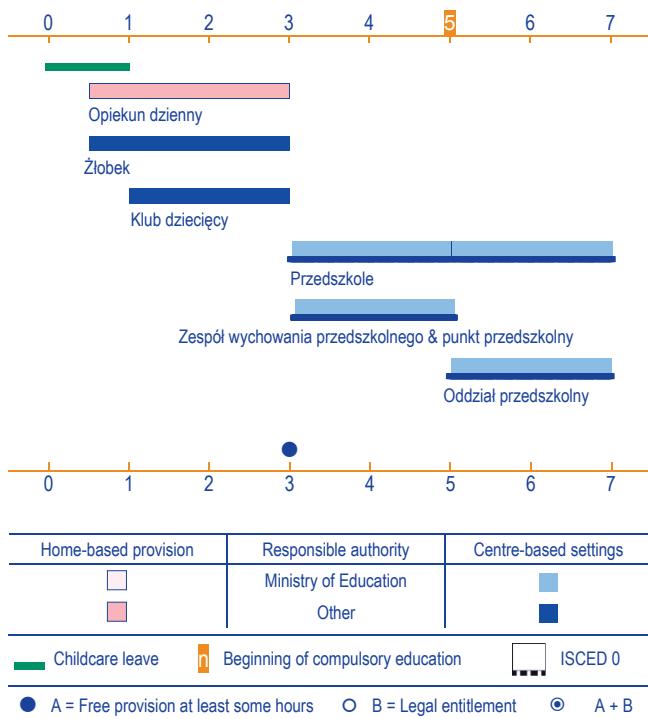 0 1 2 3 4 5 6 7
Opiekun dzienny
Żłobek
Klub dziecięcy
Przedszkole
Zespół wychowania przedszkolnego & punkt przedszkolny
Oddział przedszkolny
0 1 2 3 4 5 6 7
Home-based provision Responsible authority Centre-based settings
Ministry of Education
Other
Childcare leave n Beginning of compulsory education ISCED 0
A = Free provision at least some hours B = Legal entitlement A + B